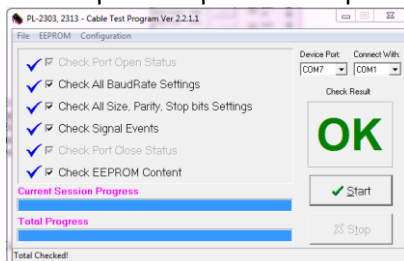 PL-2303, 2313 - Cable Test Program Ver 2.2.1.1
File EEPROM Configuration
Device Port: Connect With:
COM7 COM1
Check Port Open Status
Check All BaudRate Settings
Check All Size, Parity, Stop bits Settings
Check Signal Events
Check Port Close Status
Check EEPROM Content
Check Result
OK
Current Session Progress
Start
Total Progress
Stop
Total Checked!